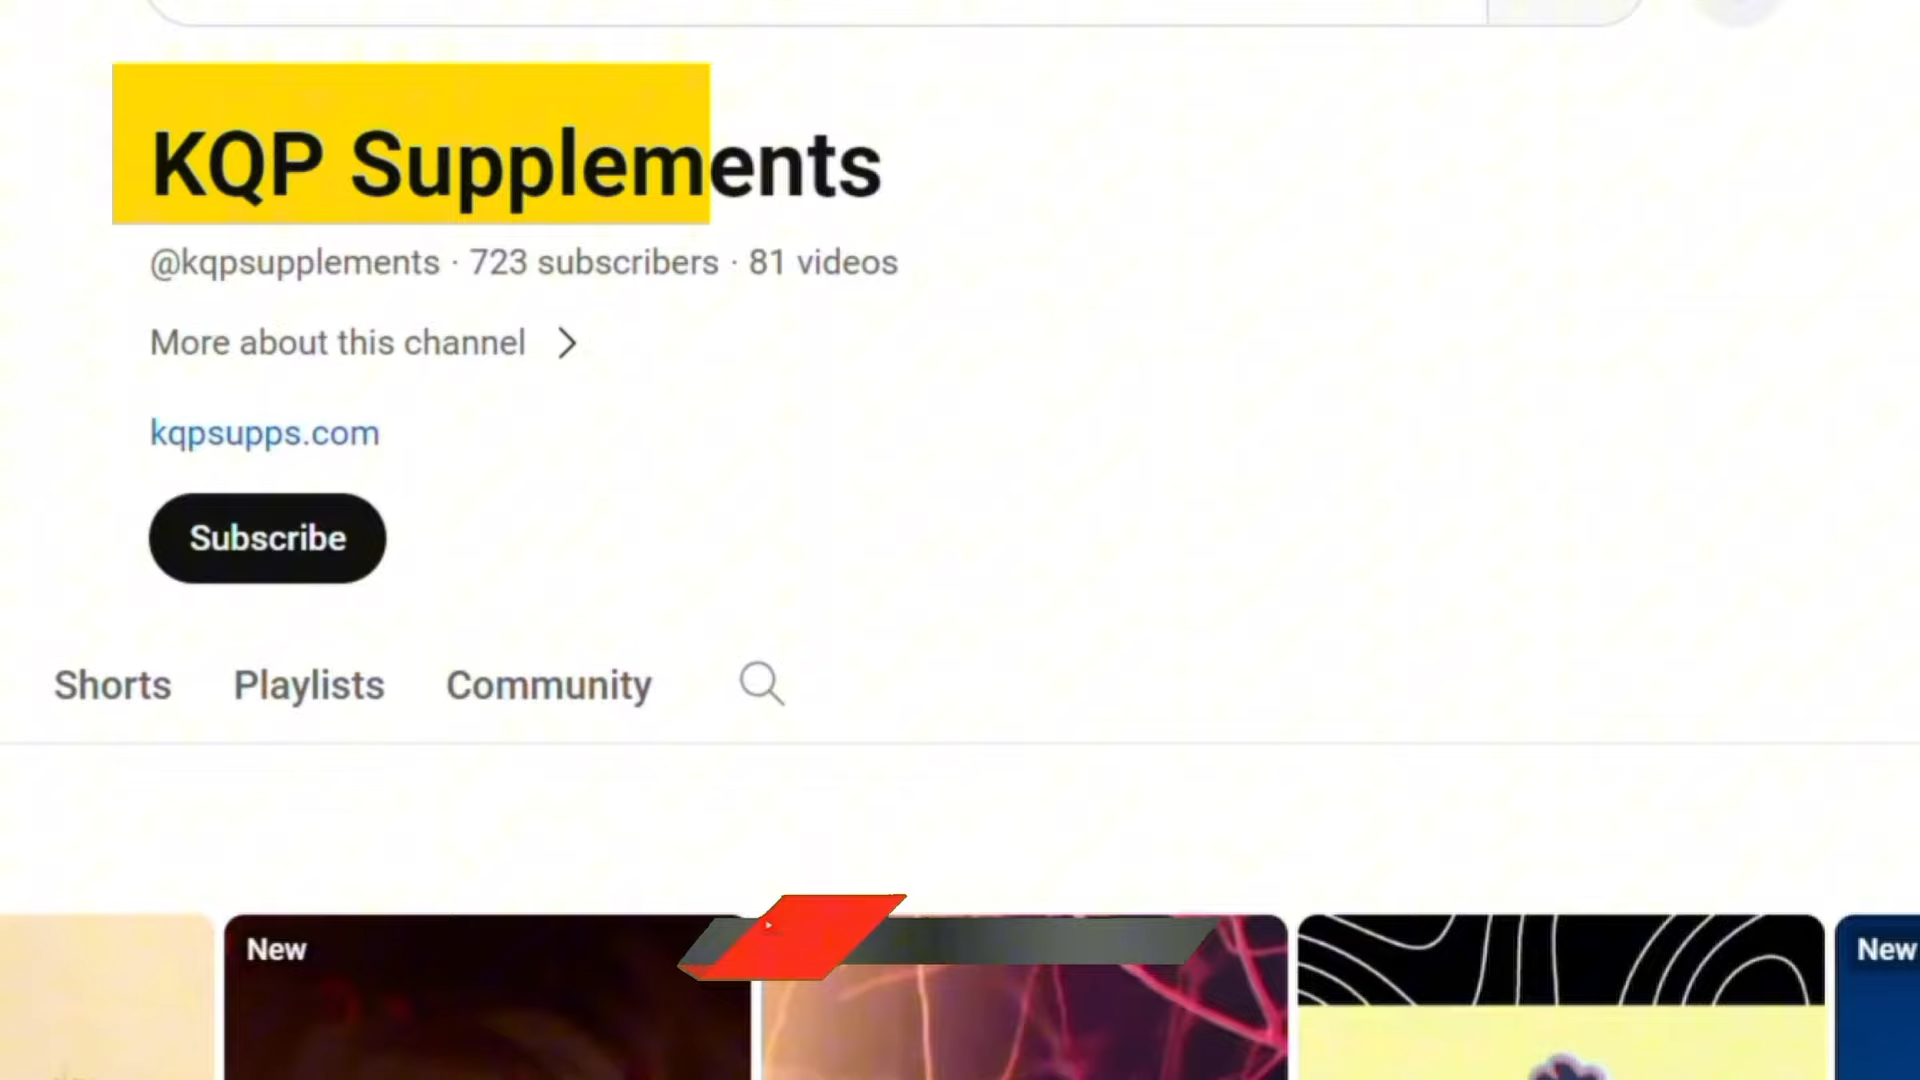 KQP Supplements
@kqpsupplements · 723 subscribers · 81 videos
More about this channel
kqpsupps.com
Subscribe
Shorts Playlists Community
New
New